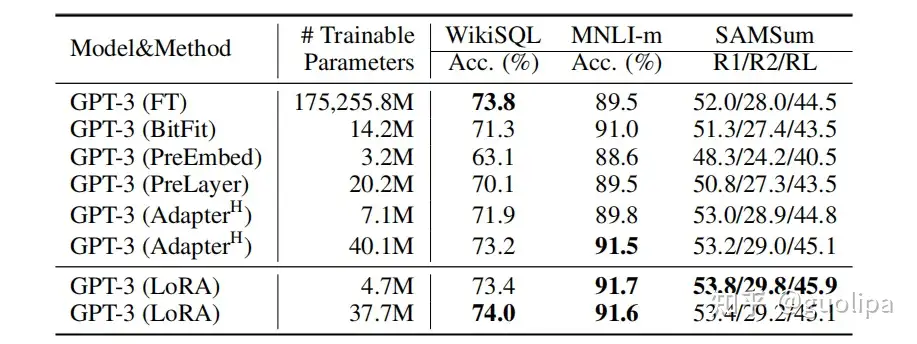 Model&Method # Trainable Parameters WikiSQL MNLI-m SAMSum
Acc. (%) Acc. (%) R1/R2/RL
GPT-3 (FT) 175,255.8M 73.8 89.5 52.0/28.0/44.5
GPT-3 (BitFit) 14.2M 71.3 91.0 51.3/27.4/43.5
GPT-3 (PreEmbed) 3.2M 63.1 88.6 48.3/24.2/40.5
GPT-3 (PreLayer) 20.2M 70.1 89.5 50.8/27.3/43.5
GPT-3 (AdapterH) 7.1M 71.9 89.8 53.0/28.9/44.8
GPT-3 (AdapterH) 40.1M 73.2 91.5 53.2/29.0/45.1
GPT-3 (LoRA) 4.7M 73.4 91.7 53.8/29.8/45.9
GPT-3 (LoRA) 37.7M 74.0 91.6 53.4/29.2/45.1
知乎 @guolipa